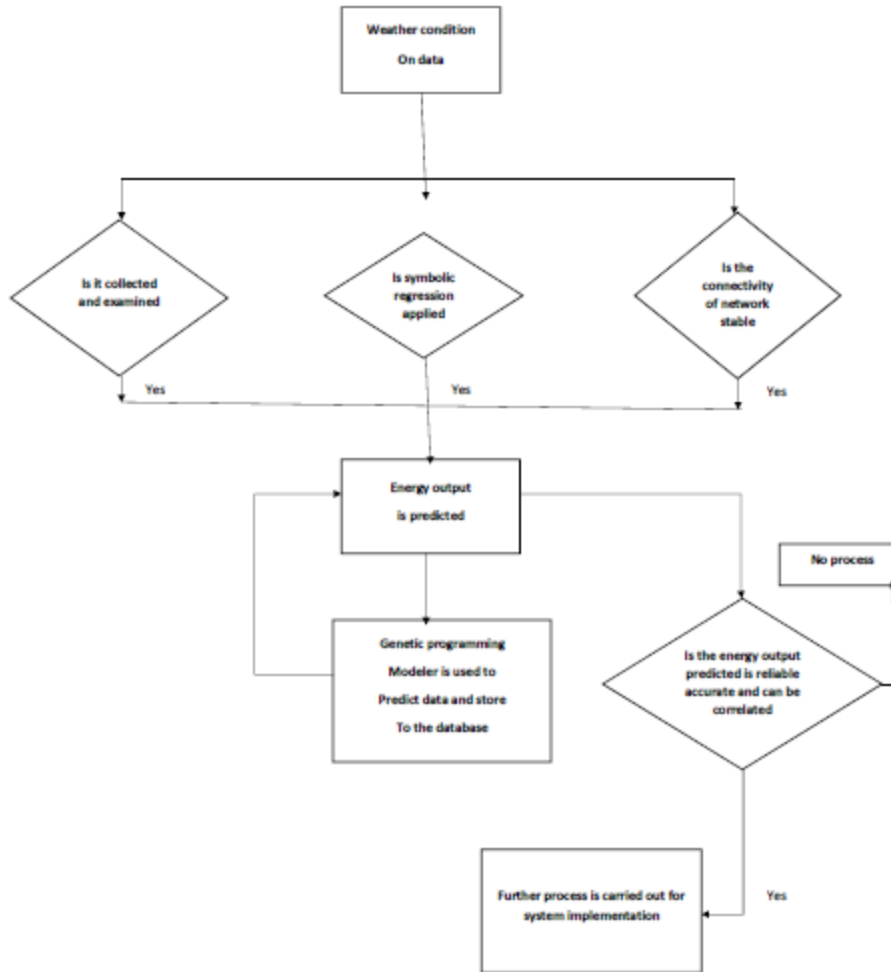 Weather condition
On data
Is it collected
and examined
Is symbolic
regression
applied
Is the
connectivity
of network
stable
Yes
Yes
Yes
Energy output
is predicted
No process
Genetic programming
Modeler is used to
Predict data and store
To the database
Is the energy output
predicted is reliable
accurate and can be
correlated
Further process is carried out for
system implementation
Yes